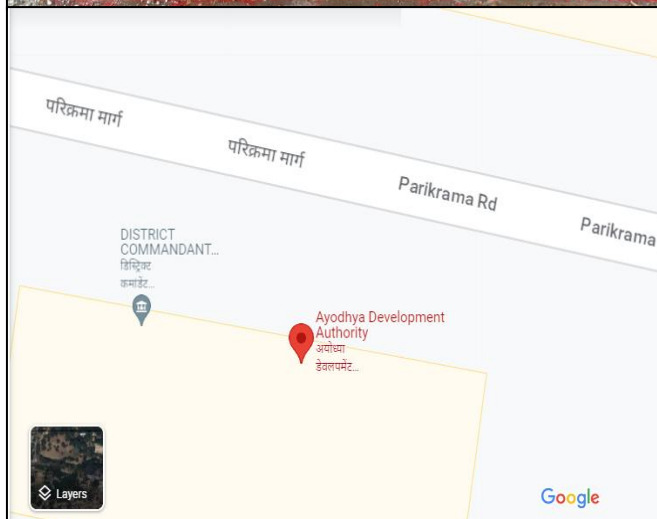 परिक्रमा मार्ग
परिक्रमा मार्ग
Parikrama Rd
Parikrama
DISTRICT
COMMANDANT...
डिस्ट्रिक्ट
कमांडेंट...
Ayodhya Development
Authority
अयोध्या
डेवलपमेंट...
Layers
Google